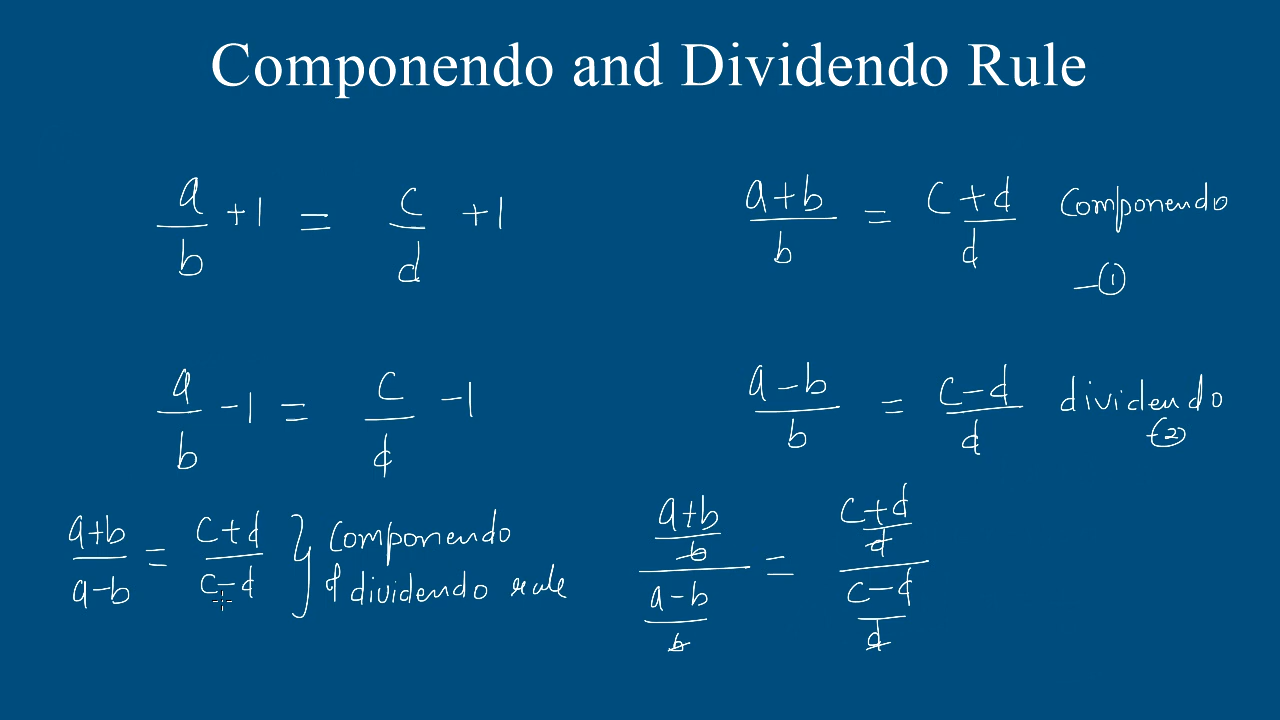 Componendo and Dividendo Rule
a/b + 1 = c/d + 1
(a+b)/b = (c+d)/d Componendo
-①
a/b - 1 = c/d - 1
(a-b)/b = (c-d)/d dividendo
-②
(a+b)/(a-b) = (c+d)/(c-d) } Componendo
& dividendo rule
((a+b)/b)/((a-b)/b) = ((c+d)/d)/((c-d)/d)